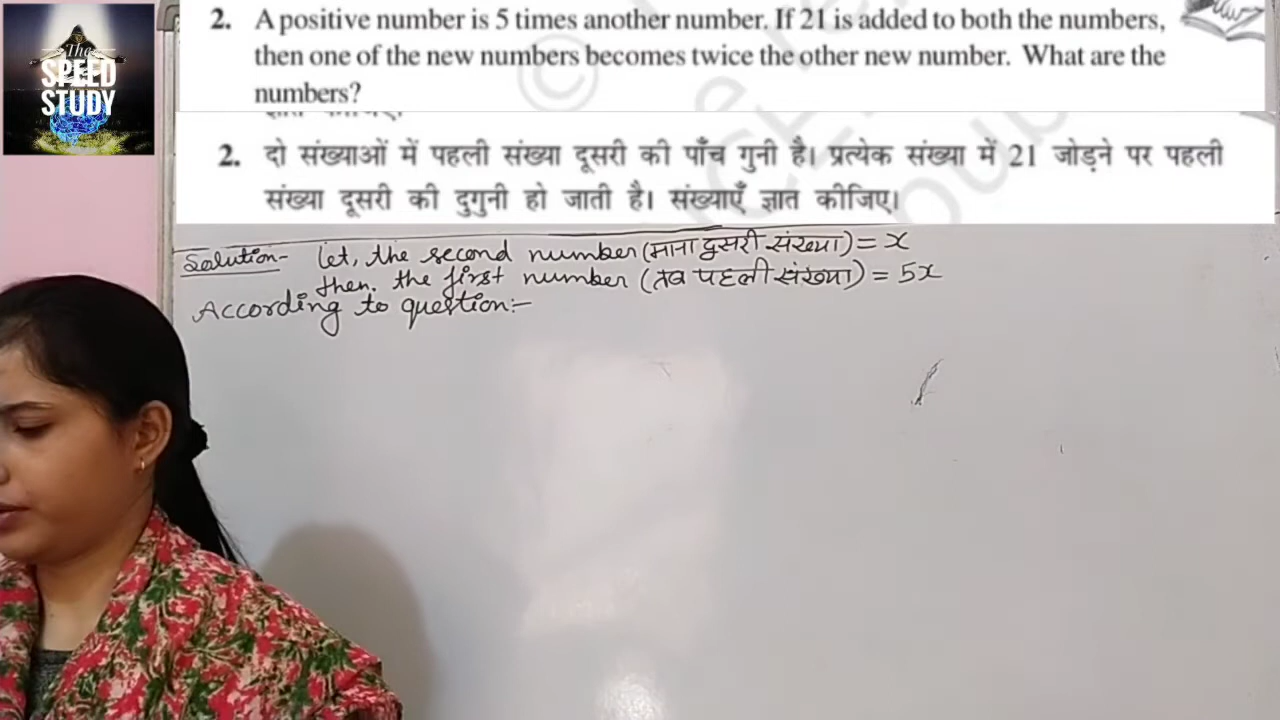 The
SPEED
STUDY
2. A positive number is 5 times another number. If 21 is added to both the numbers,
then one of the new numbers becomes twice the other new number. What are the
numbers?
2. दो संख्याओं में पहली संख्या दूसरी की पाँच गुनी है। प्रत्येक संख्या में 21 जोड़ने पर पहली
संख्या दूसरी की दुगुनी हो जाती है। संख्याएँ ज्ञात कीजिए।
Solution- let, the second number (माना दुसरी संख्या) = x
then. the first number (तब पहली संख्या) = 5x
According to question:-